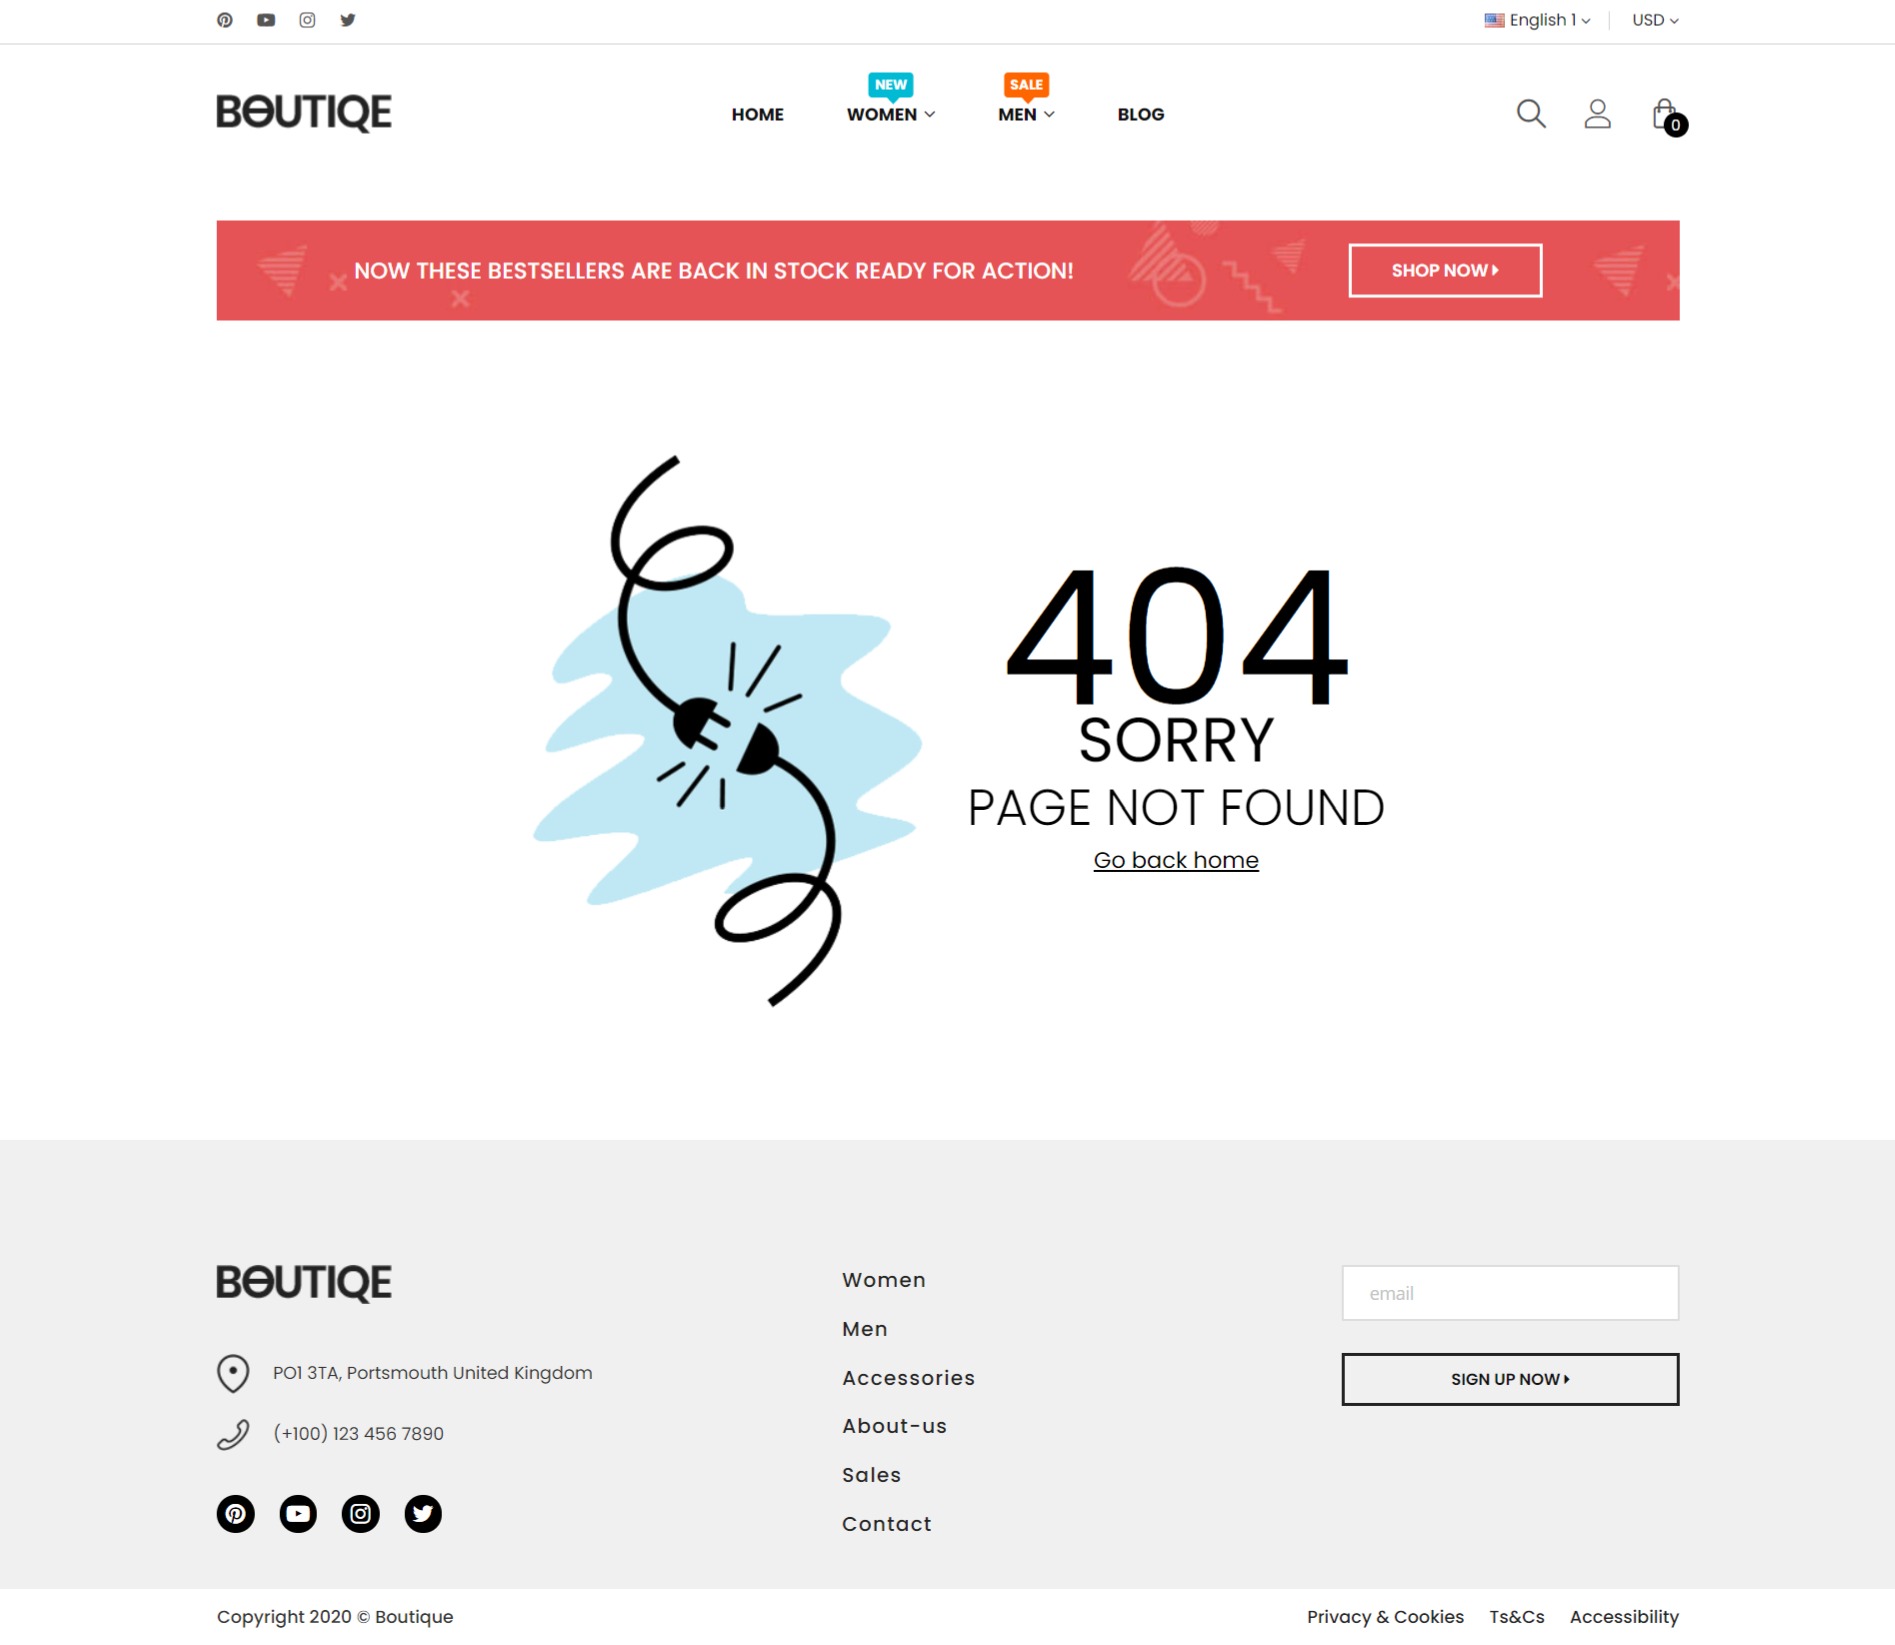 English 1
USD
BOUTIQE
NEW
SALE
HOME
WOMEN
MEN
BLOG
0
NOW THESE BESTSELLERS ARE BACK IN STOCK READY FOR ACTION!
SHOP NOW
404
SORRY
PAGE NOT FOUND
Go back home
BOUTIQE
PO1 3TA, Portsmouth United Kingdom
(+100) 123 456 7890
Women
Men
Accessories
About-us
Sales
Contact
email
SIGN UP NOW
Copyright 2020 © Boutique
Privacy & Cookies
Ts&Cs
Accessibility